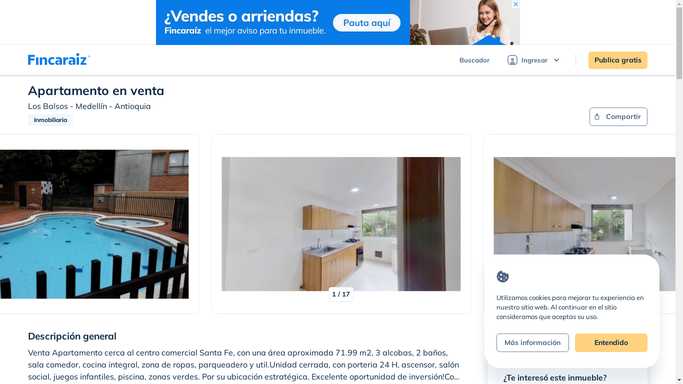 ¿Vendes o arriendas?
Fincaraíz el mejor aviso para tu inmueble.
Pauta aquí
Fincaraíz
Buscador
Ingresar
Publica gratis
Apartamento en venta
Los Balsos - Medellín - Antioquia
Inmobiliaria
Compartir
1 / 17
Utilizamos cookies para mejorar tu experiencia en
nuestro sitio web. Al continuar en el sitio
consideramos que aceptas su uso.
Más información
Entendido
Descripción general
Venta Apartamento cerca al centro comercial Santa Fe, con una área aproximada 71.99 m2, 3 alcobas, 2 baños,
sala comedor, cocina integral, zona de ropas, parqueadero y util.Unidad cerrada, con porteria 24 H, ascensor, salón
social, juegos infantiles, piscina, zonas verdes. Por su ubicación estratégica. Excelente oportunidad de inversión!Co...
¿Te interesó este inmueble?